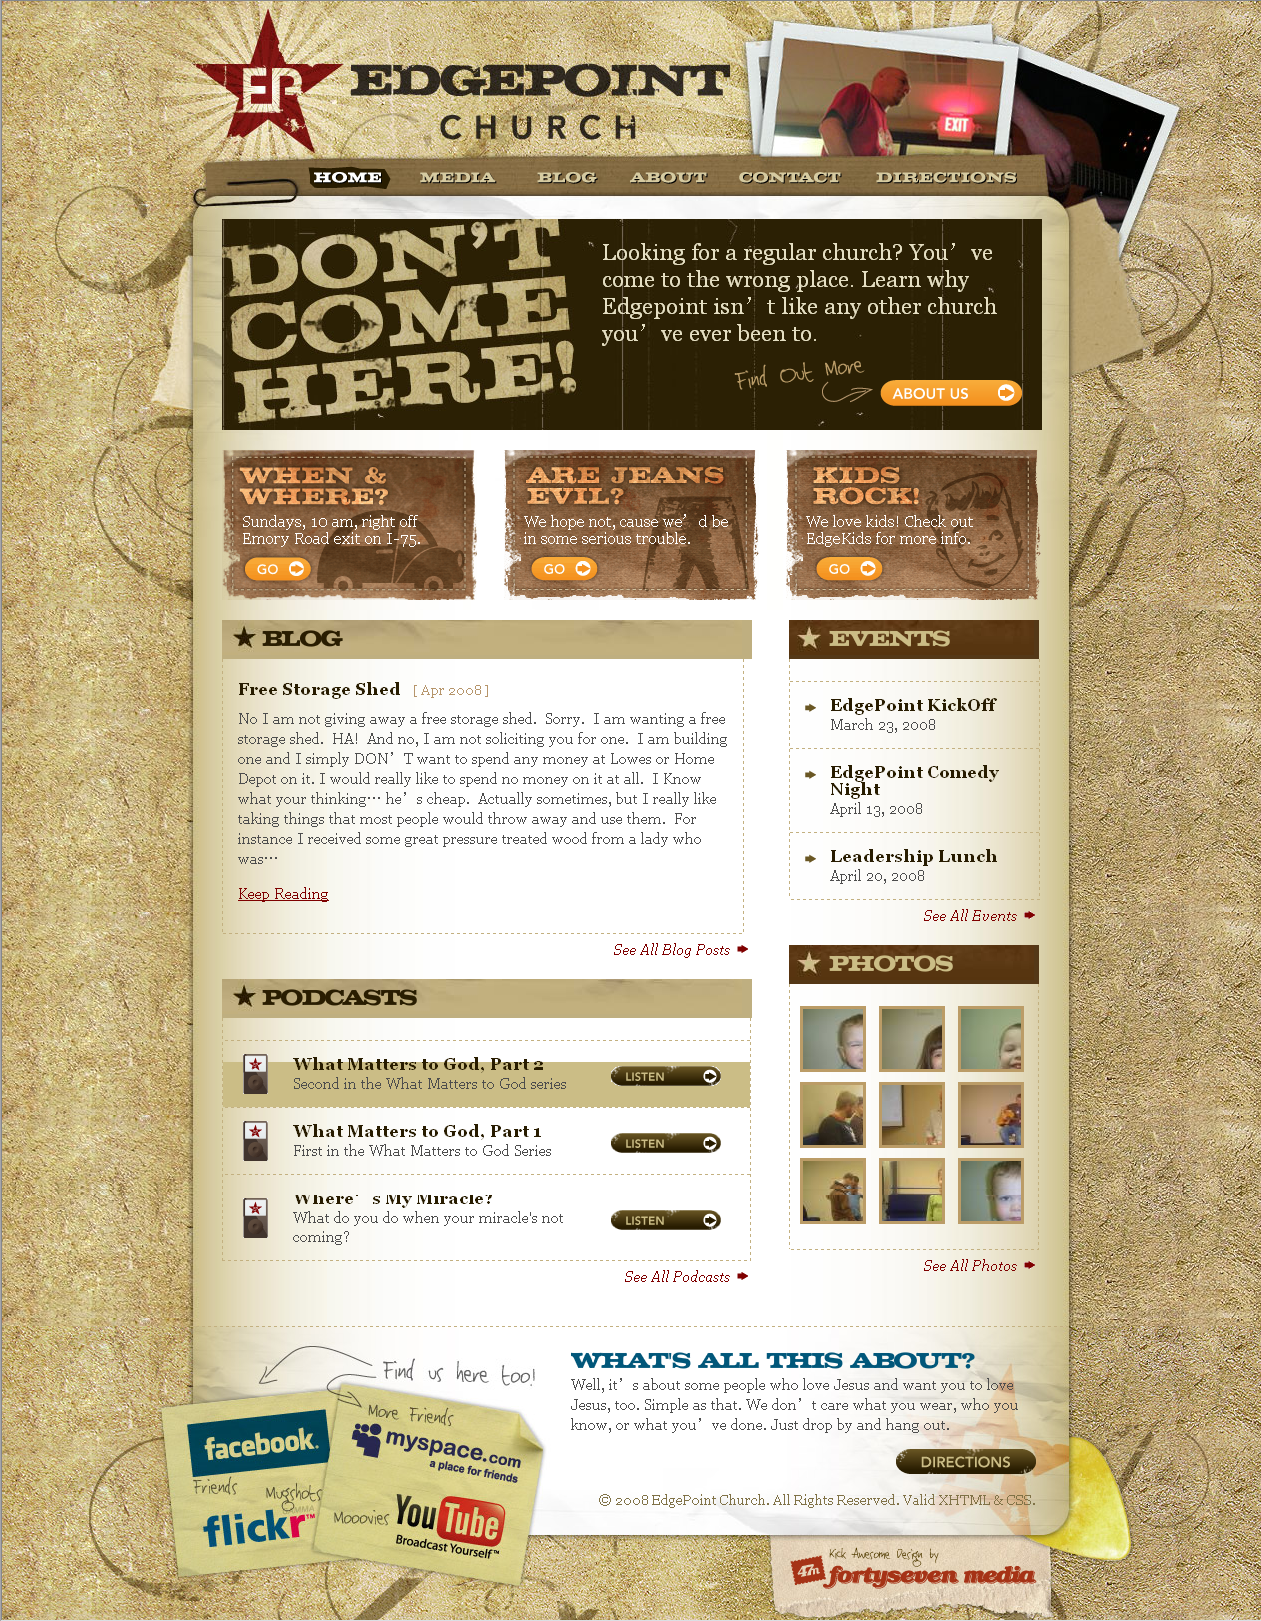 EP EDGEPOINT
CHURCH
EXIT
HOME MEDIA BLOG ABOUT CONTACT DIRECTIONS
DON'T
COME
HERE!
Looking for a regular church? You’ve
come to the wrong place. Learn why
Edgepoint isn’t like any other church
you’ve ever been to.
Find Out More
ABOUT US
WHEN &
WHERE?
Sundays, 10 am, right off
Emory Road exit on I-75.
GO
ARE JEANS
EVIL?
We hope not, cause we’d be
in some serious trouble.
GO
KIDS
ROCK!
We love kids! Check out
EdgeKids for more info.
GO
BLOG
Free Storage Shed [ Apr 2008 ]
No I am not giving away a free storage shed. Sorry. I am wanting a free
storage shed. HA! And no, I am not soliciting you for one. I am building
one and I simply DON’T want to spend any money at Lowes or Home
Depot on it. I would really like to spend no money on it at all. I Know
what your thinking… he’s cheap. Actually sometimes, but I really like
taking things that most people would throw away and use them. For
instance I received some great pressure treated wood from a lady who
was…
Keep Reading
See All Blog Posts
EVENTS
EdgePoint KickOff
March 23, 2008
EdgePoint Comedy
Night
April 13, 2008
Leadership Lunch
April 20, 2008
See All Events
PODCASTS
What Matters to God, Part 2
Second in the What Matters to God series
LISTEN
What Matters to God, Part 1
First in the What Matters to God Series
LISTEN
Where’s My Miracle?
What do you do when your miracle's not
coming?
LISTEN
See All Podcasts
PHOTOS
See All Photos
Find us here too!
facebook.
Friends
Mugshots
flickr™
More Friends
myspace.com
a place for friends
Mooovies
YouTube
Broadcast Yourself™
WHAT'S ALL THIS ABOUT?
Well, it’s about some people who love Jesus and want you to love
Jesus, too. Simple as that. We don’t care what you wear, who you
know, or what you’ve done. Just drop by and hang out.
DIRECTIONS
© 2008 EdgePoint Church. All Rights Reserved. Valid XHTML & CSS.
Kick Awesome Design by
47m fortyseven media